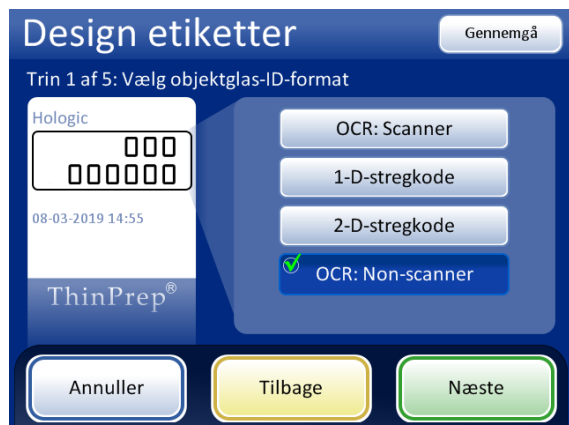 Design etiketter
Gennemgå
Trin 1 af 5: Vælg objektglas-ID-format
Hologic
000
000000
08-03-2019 14:55
ThinPrep®
OCR: Scanner
1-D-stregkode
2-D-stregkode
OCR: Non-scanner
Annuller
Tilbage
Næste